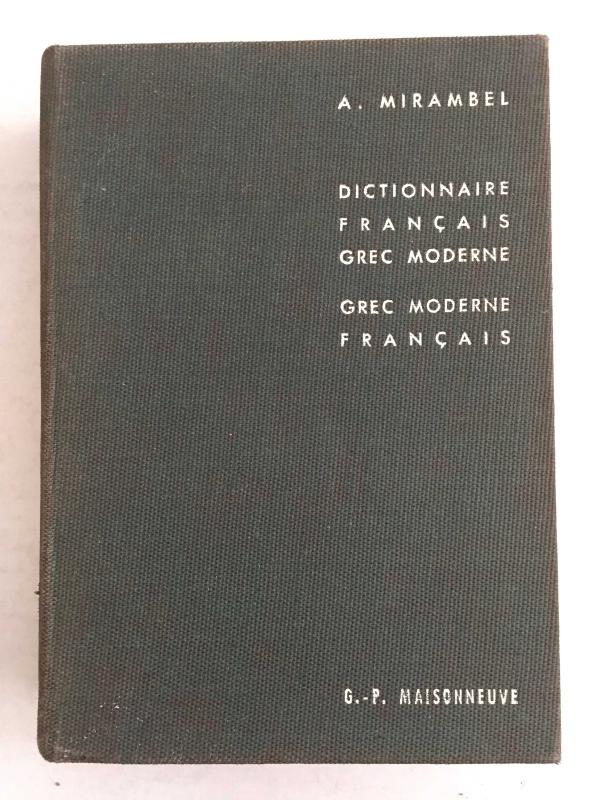 A. MIRAMBEL
DICTIONNAIRE
FRANÇAIS
GREC MODERNE
GREC MODERNE
FRANÇAIS
G.-P. MAISONNEUVE